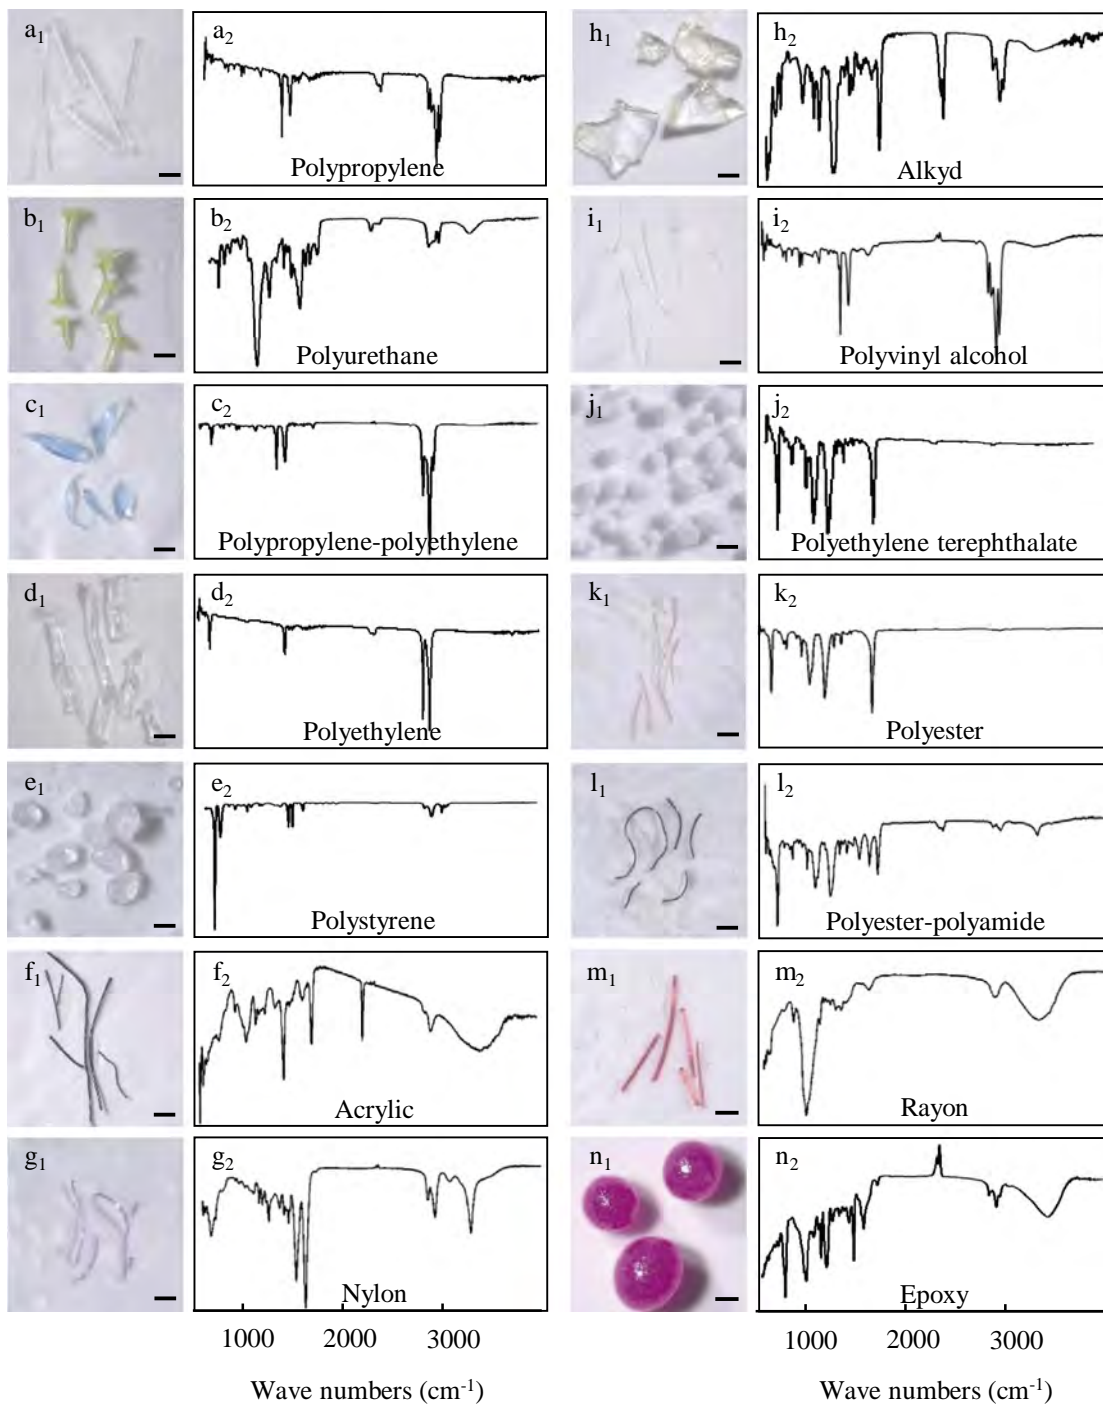 a1
a2
Polypropylene
b1
b2
Polyurethane
c1
c2
Polypropylene-polyethylene
d1
d2
Polyethylene
e1
e2
Polystyrene
f1
f2
Acrylic
g1
g2
Nylon
1000 2000 3000
Wave numbers (cm-1)
h1
h2
Alkyd
i1
i2
Polyvinyl alcohol
j1
j2
Polyethylene terephthalate
k1
k2
Polyester
l1
l2
Polyester-polyamide
m1
m2
Rayon
n1
n2
Epoxy
1000 2000 3000
Wave numbers (cm-1)